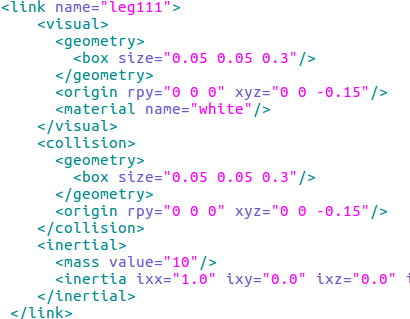 <link name="leg111">
<visual>
<geometry>
<box size="0.05 0.05 0.3"/>
</geometry>
<origin rpy="0 0 0" xyz="0 0 -0.15"/>
<material name="white"/>
</visual>
<collision>
<geometry>
<box size="0.05 0.05 0.3"/>
</geometry>
<origin rpy="0 0 0" xyz="0 0 -0.15"/>
</collision>
<inertial>
<mass value="10"/>
<inertia ixx="1.0" ixy="0.0" ixz="0.0"
</inertial>
</link>